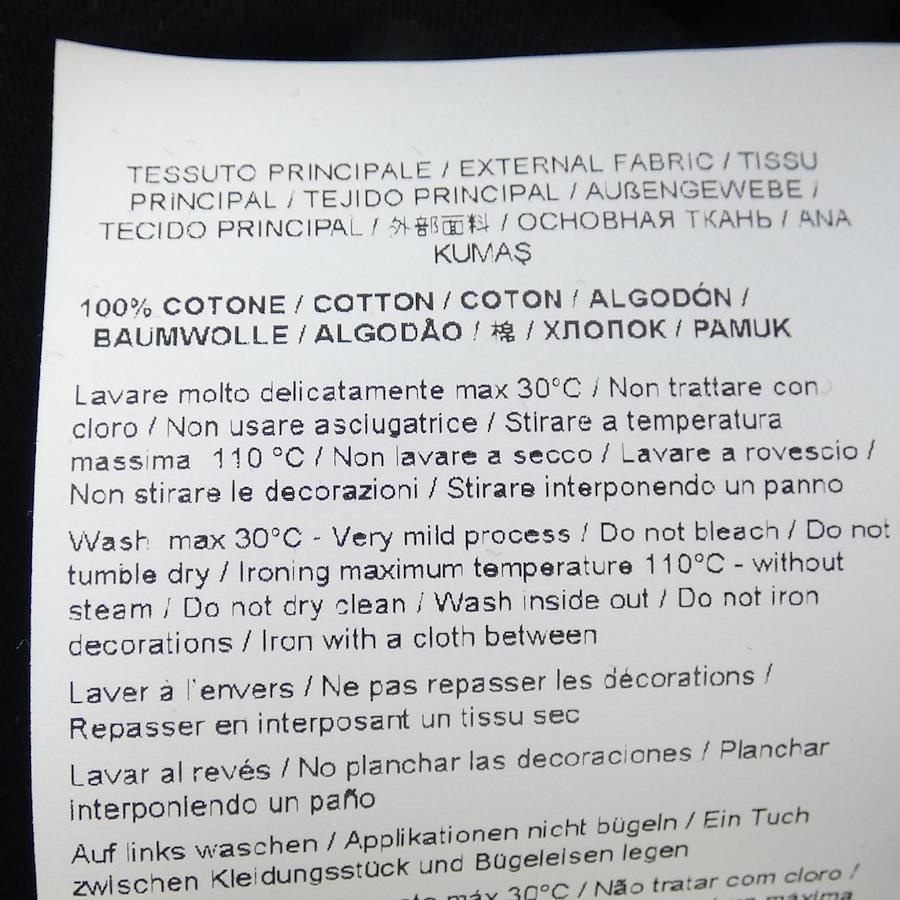 TESSUTO PRINCIPALE / EXTERNAL FABRIC / TISSU
PRINCIPAL / TEJIDO PRINCIPAL / AUßENGEWEBE /
TECIDO PRINCIPAL / 外部面料 / ОСНОВНАЯ ТКАНЬ / ANA
KUMAŞ
100% COTONE / COTTON / COTON / ALGODÓN /
BAUMWOLLE / ALGODÃO / 棉 / ХЛОПОК / PAMUK
Lavare molto delicatamente max 30°C / Non trattare con
cloro / Non usare asciugatrice / Stirare a temperatura
massima 110 °C / Non lavare a secco / Lavare a rovescio /
Non stirare le decorazioni / Stirare interponendo un panno
Wash max 30°C - Very mild process / Do not bleach / Do not
tumble dry / Ironing maximum temperature 110°C - without
steam / Do not dry clean / Wash inside out / Do not iron
decorations / Iron with a cloth between
Laver à l'envers / Ne pas repasser les décorations /
Repasser en interposant un tissu sec
Lavar al revés / No planchar las decoraciones / Planchar
interponiendo un paño
Auf links waschen / Applikationen nicht bügeln / Ein Tuch
zwischen Kleidungsstück und Bügeleisen legen
máx 30°C / Não tratar com cloro /
máxima